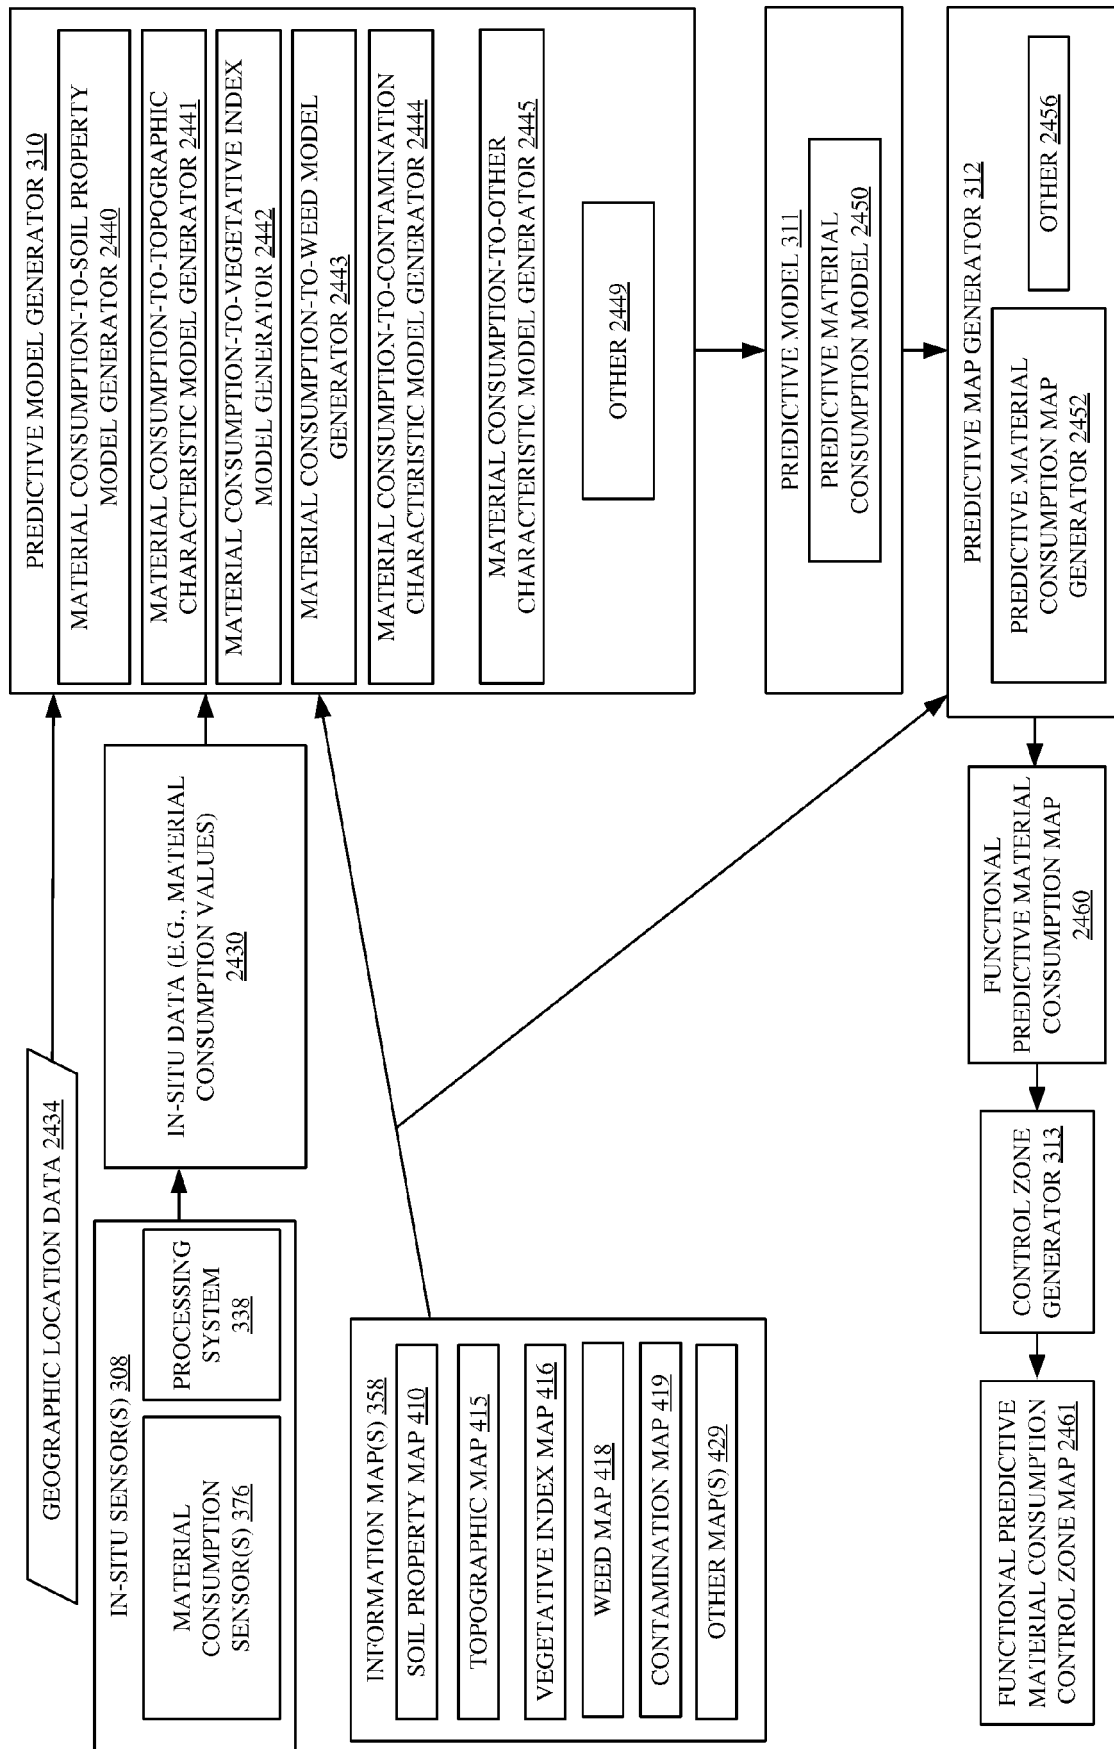 GEOGRAPHIC LOCATION DATA 2434
IN-SITU SENSOR(S) 308
MATERIAL
CONSUMPTION
SENSOR(S) 376
PROCESSING
SYSTEM
338
IN-SITU DATA (E.G., MATERIAL
CONSUMPTION VALUES)
2430
INFORMATION MAP(S) 358
SOIL PROPERTY MAP 410
TOPOGRAPHIC MAP 415
VEGETATIVE INDEX MAP 416
WEED MAP 418
CONTAMINATION MAP 419
OTHER MAP(S) 429
PREDICTIVE MODEL GENERATOR 310
MATERIAL CONSUMPTION-TO-SOIL PROPERTY
MODEL GENERATOR 2440
MATERIAL CONSUMPTION-TO-TOPOGRAPHIC
CHARACTERISTIC MODEL GENERATOR 2441
MATERIAL CONSUMPTION-TO-VEGETATIVE INDEX
MODEL GENERATOR 2442
MATERIAL CONSUMPTION-TO-WEED MODEL
GENERATOR 2443
MATERIAL CONSUMPTION-TO-CONTAMINATION
CHARACTERISTIC MODEL GENERATOR 2444
MATERIAL CONSUMPTION-TO-OTHER
CHARACTERISTIC MODEL GENERATOR 2445
OTHER 2449
PREDICTIVE MODEL 311
PREDICTIVE MATERIAL
CONSUMPTION MODEL 2450
PREDICTIVE MAP GENERATOR 312
PREDICTIVE MATERIAL
CONSUMPTION MAP
GENERATOR 2452
OTHER 2456
FUNCTIONAL
PREDICTIVE MATERIAL
CONSUMPTION MAP
2460
CONTROL ZONE
GENERATOR 313
FUNCTIONAL PREDICTIVE
MATERIAL CONSUMPTION
CONTROL ZONE MAP 2461